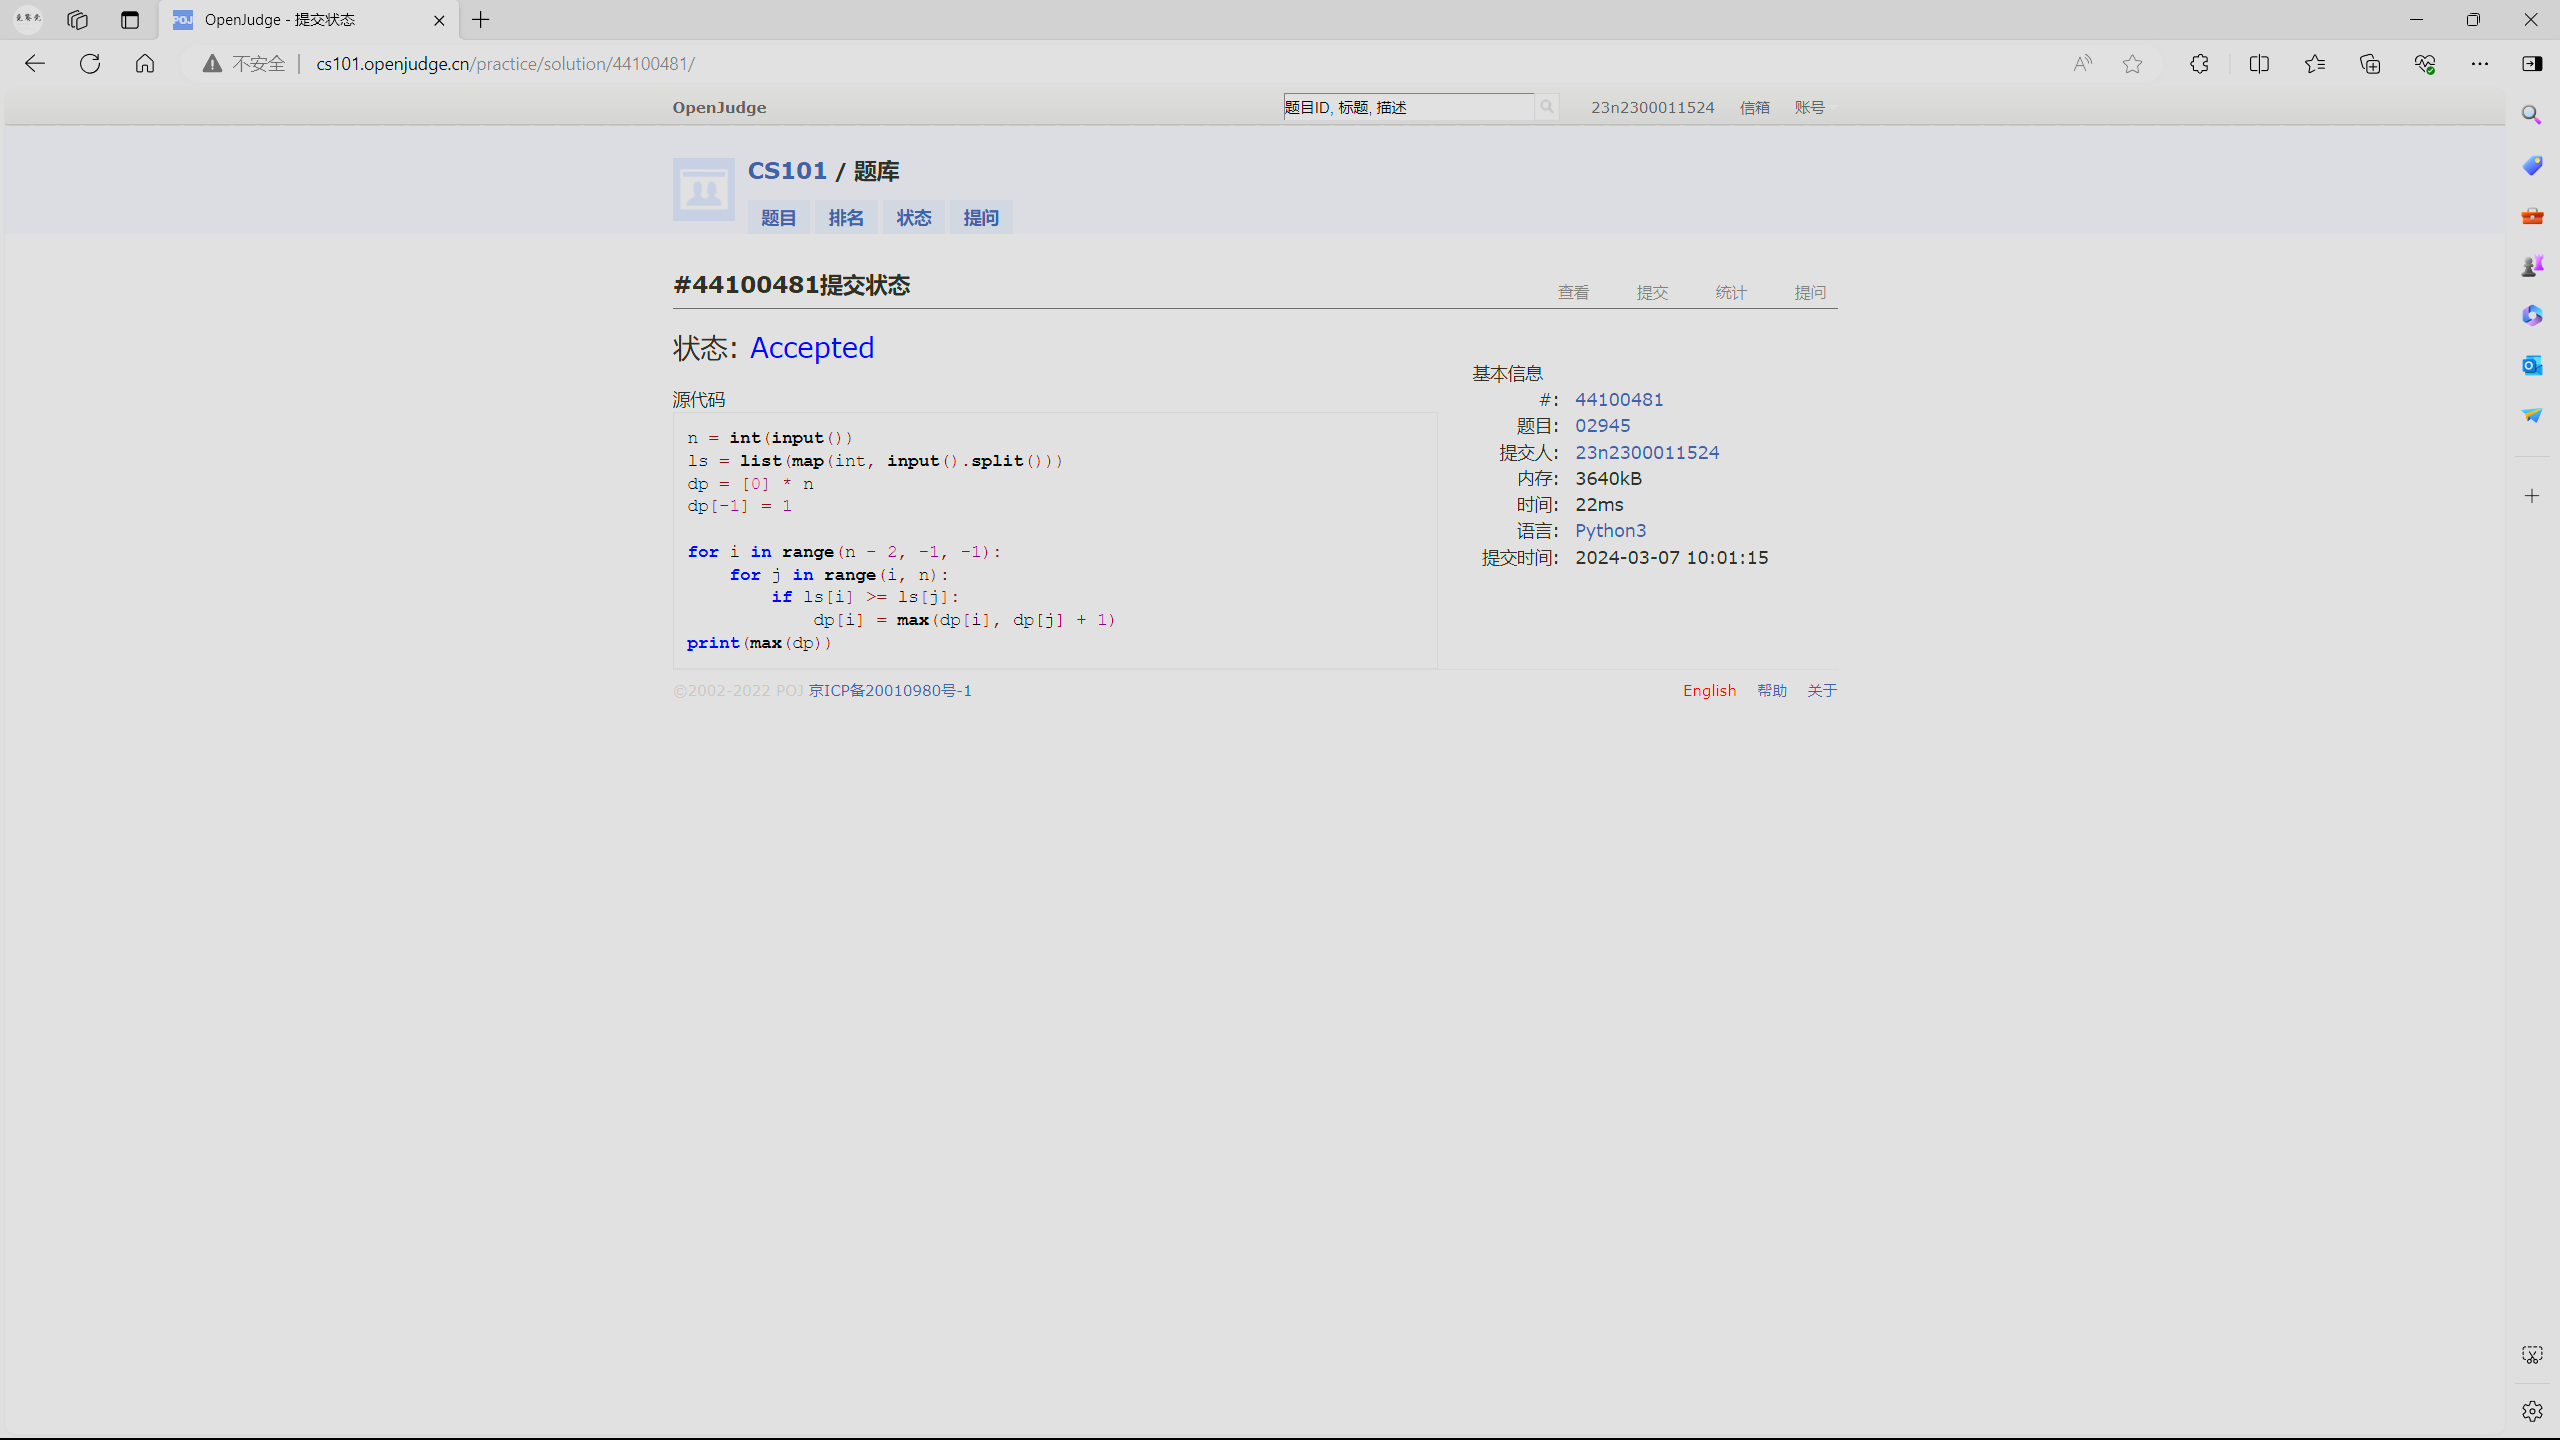 OpenJudge - 提交状态
不安全 | cs101.openjudge.cn/practice/solution/44100481/
OpenJudge
题目ID, 标题, 描述
23n2300011524 信箱 账号
CS101 / 题库
题目 排名 状态 提问
#44100481提交状态
查看 提交 统计 提问
状态: Accepted
源代码
n = int(input())
ls = list(map(int, input().split()))
dp = [0] * n
dp[-1] = 1
for i in range(n - 2, -1, -1):
    for j in range(i, n):
        if ls[i] >= ls[j]:
            dp[i] = max(dp[i], dp[j] + 1)
print(max(dp))
基本信息
#: 44100481
题目: 02945
提交人: 23n2300011524
内存: 3640kB
时间: 22ms
语言: Python3
提交时间: 2024-03-07 10:01:15
©2002-2022 POJ 京ICP备20010980号-1
English 帮助 关于